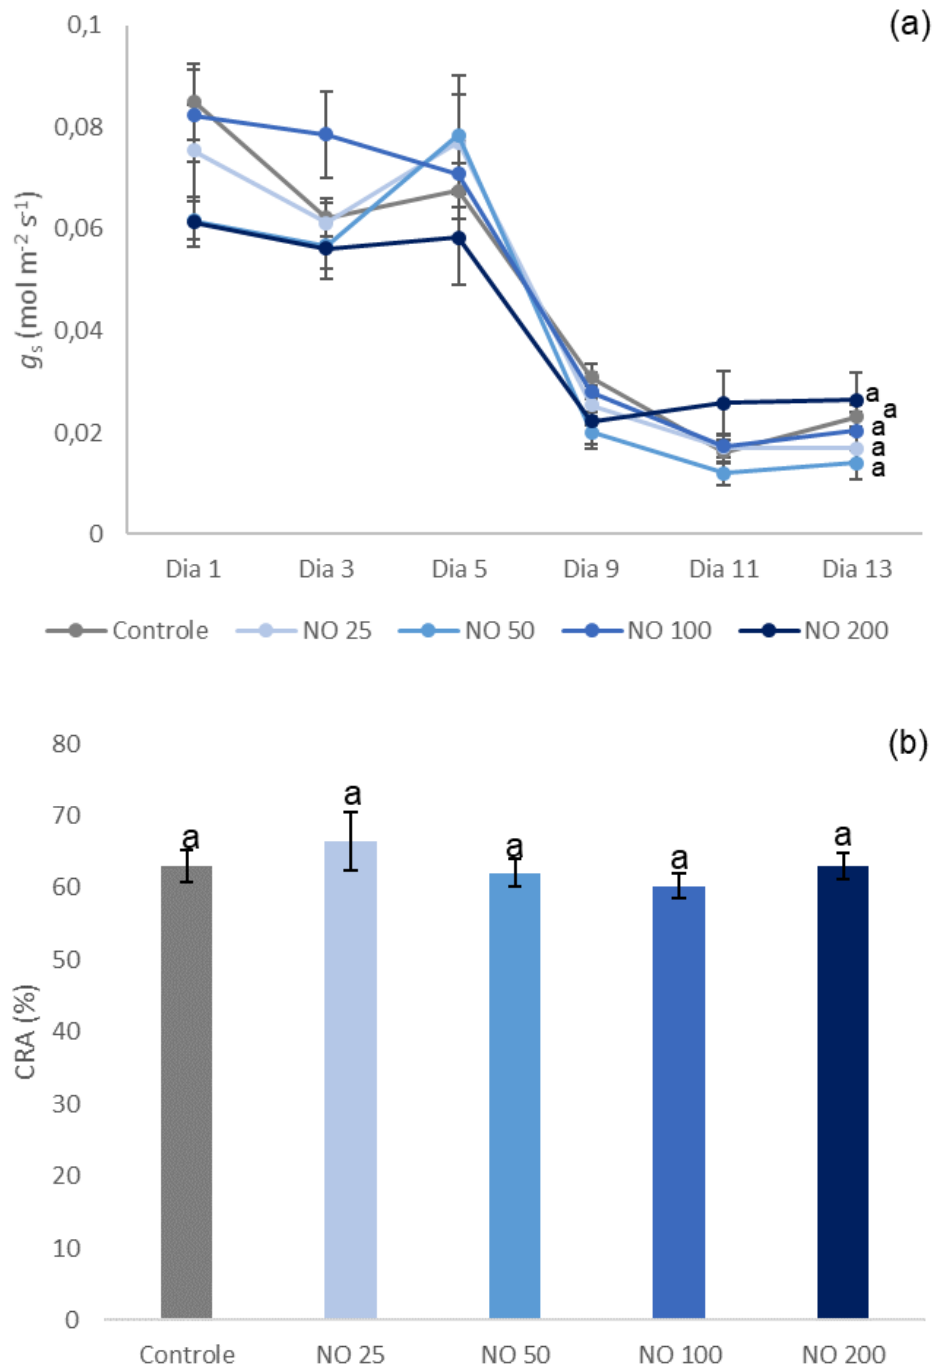 (a)
0,1
0,08
0,06
0,04
0,02
0
gs (mol m-2 s-1)
a
a
a
a
a
Dia 1 Dia 3 Dia 5 Dia 9 Dia 11 Dia 13
Controle NO 25 NO 50 NO 100 NO 200
(b)
80
70
60
50
40
30
20
10
0
CRA (%)
a a a a a
Controle NO 25 NO 50 NO 100 NO 200